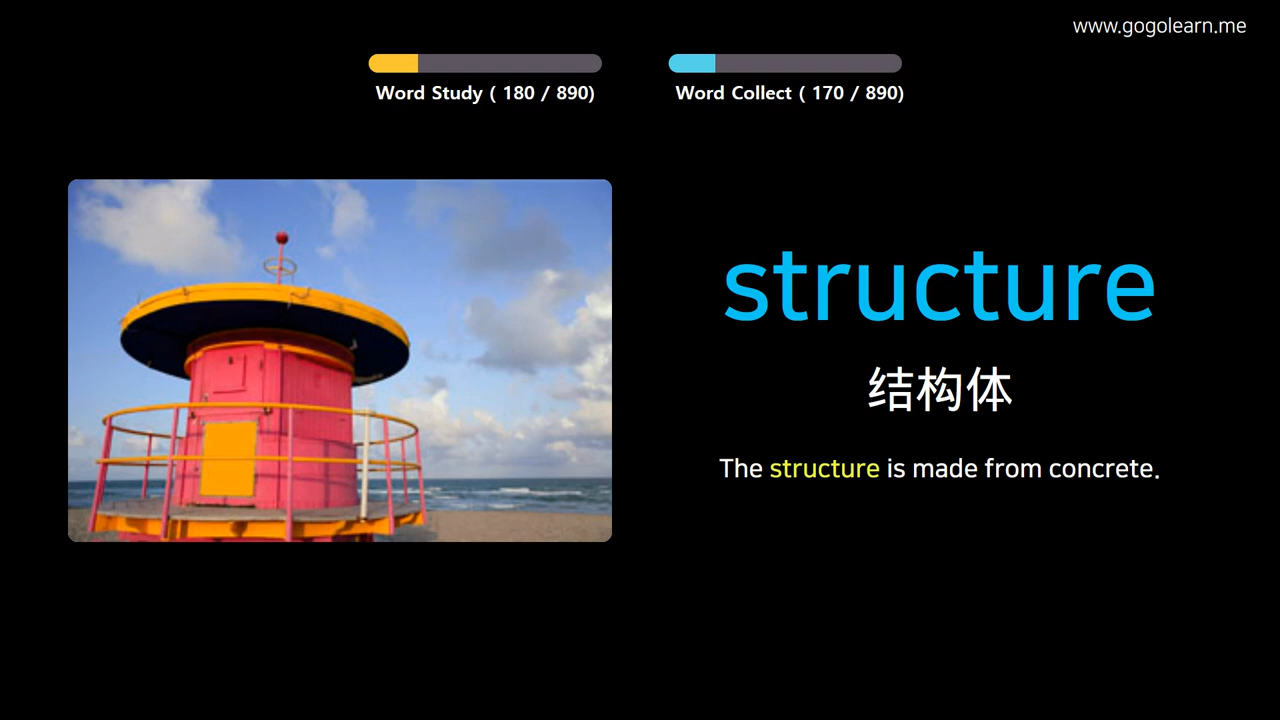 www.gogolearn.me
Word Study ( 180 / 890)
Word Collect ( 170 / 890)
structure
结构体
The structure is made from concrete.